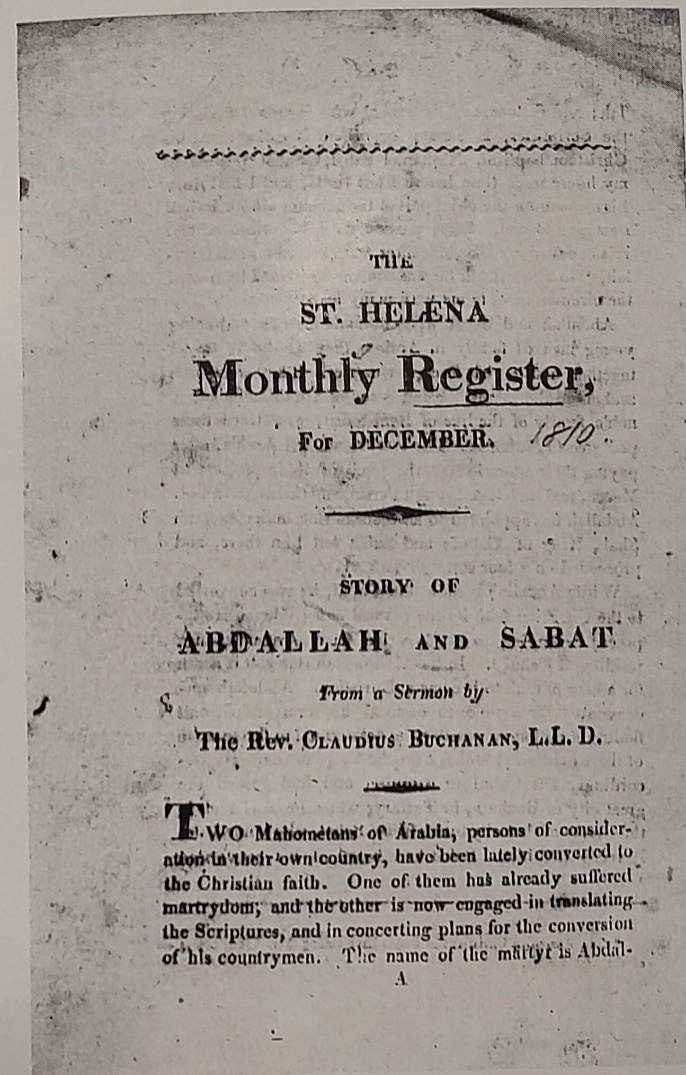 THE
ST. HELENA
Monthly Register,
For DECEMBER. 1810.
STORY OF
ABDALLAH AND SABAT
From a Sermon by
The Rev. CLAUDIUS BUCHANAN, L.L. D.
TWO Mahometans of Arabia, persons of consider-
ation in their own country, have been lately converted to
the Christian faith. One of them has already suffered
martrydom; and the other is now engaged in translating
the Scriptures, and in concerting plans for the conversion
of his countrymen. The name of the martyr is Abdal-
A